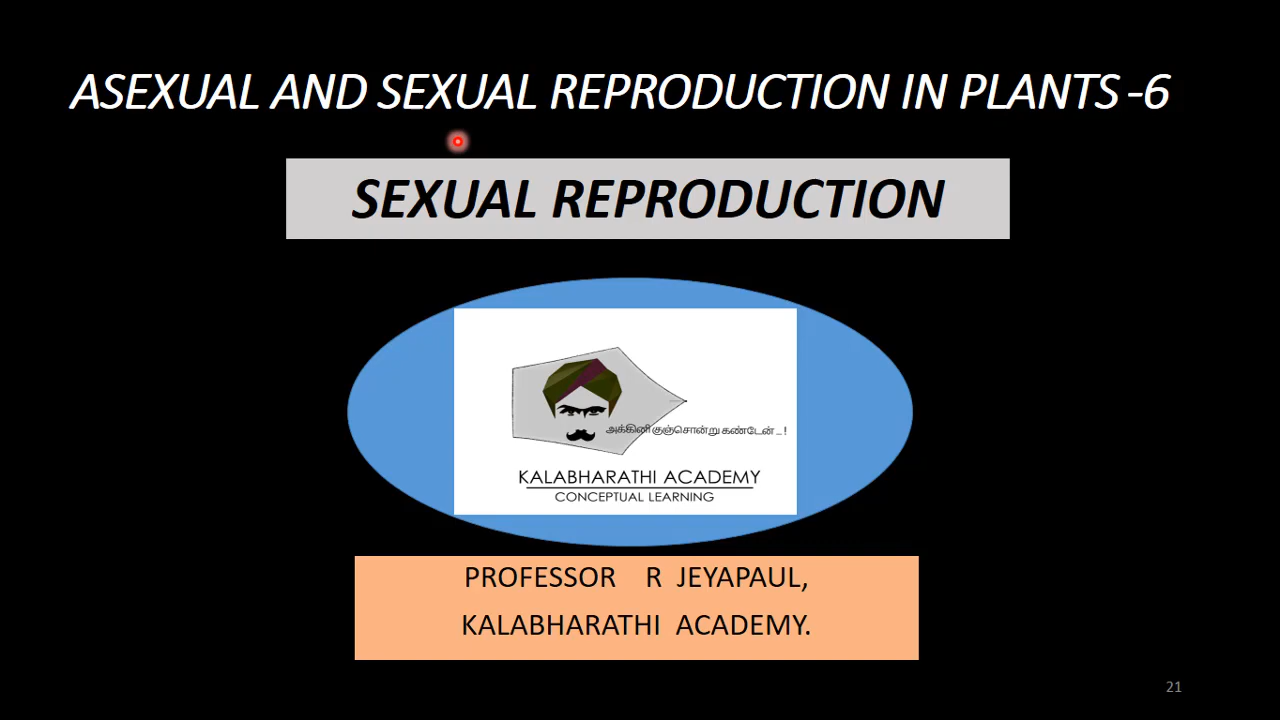 ASEXUAL AND SEXUAL REPRODUCTION IN PLANTS -6
SEXUAL REPRODUCTION
அக்கினி குஞ்சொன்று கண்டேன் ...!
KALABHARATHI ACADEMY
CONCEPTUAL LEARNING
PROFESSOR R JEYAPAUL,
KALABHARATHI ACADEMY.
21